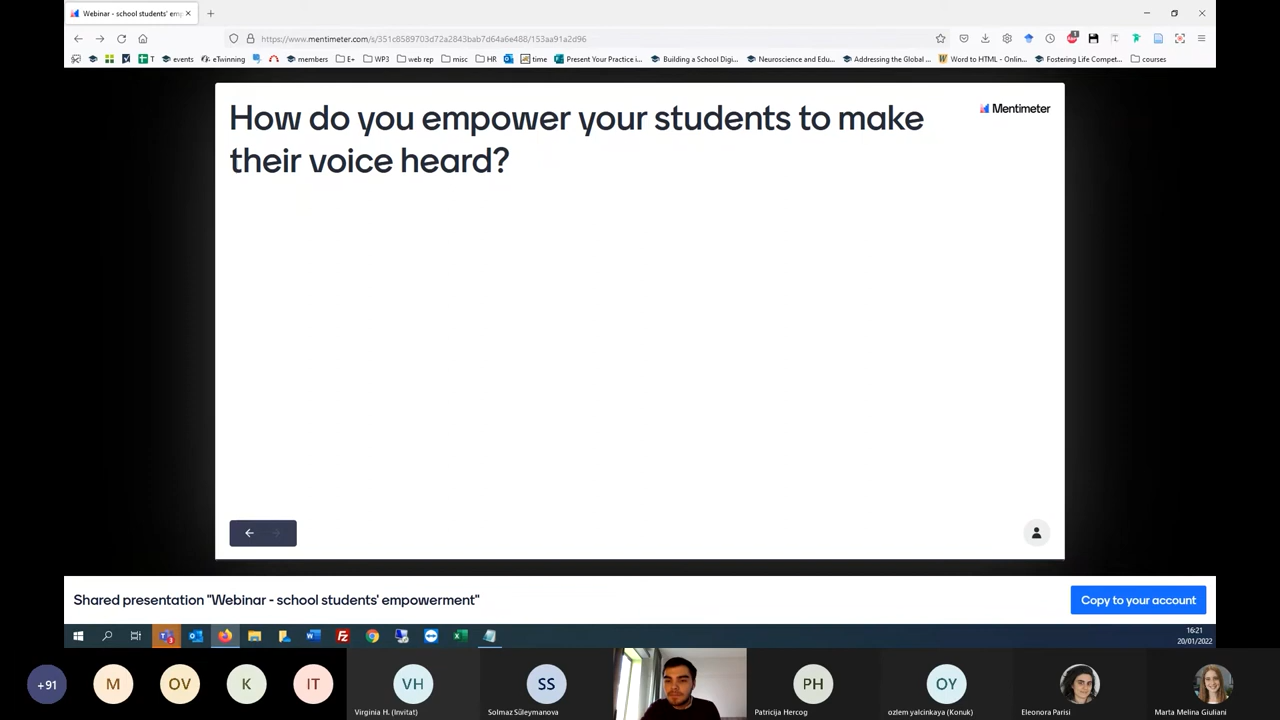 Webinar - school students' emp
https://www.mentimeter.com/s/351c8589703d72a2843bab7d64a6e488/153aa91a2d96
T events eTwinning members E+ WP3 web rep misc HR time Present Your Practice i... Building a School Digi... Neuroscience and Edu... Addressing the Global ... Word to HTML - Onlin... Fostering Life Compet... courses
How do you empower your students to make
their voice heard?
Mentimeter
Shared presentation "Webinar - school students' empowerment"
Copy to your account
16:21
20/01/2022
+91
M
OV
K
IT
VH
SS
PH
OY
Virginia H. (Invitat)
Solmaz Süleymanova
Patricija Hercog
ozlem yalcinkaya (Konuk)
Eleonora Parisi
Marta Melina Giuliani